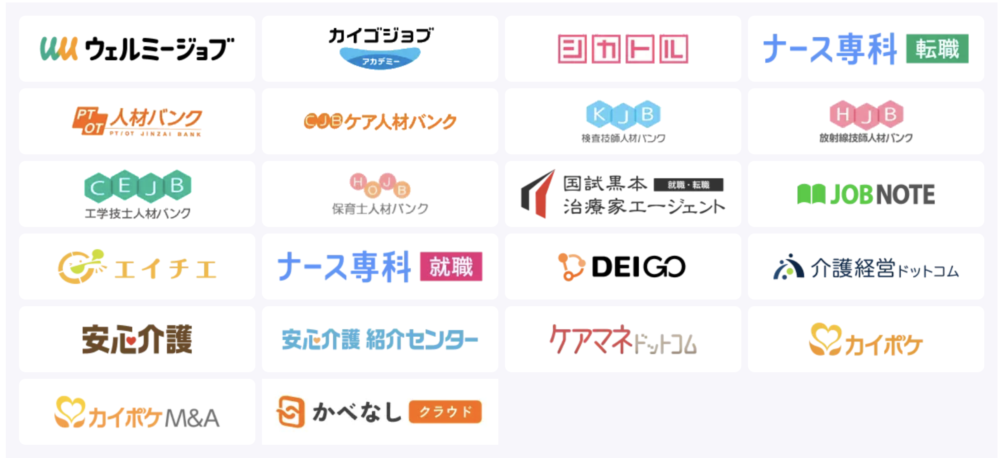 ウェルミージョブ
カイゴジョブ
アカデミー
シカトル
ナース専科 転職
PT OT 人材バンク
PT/OT JINZAI BANK
CJB ケア人材バンク
KJB
検査技師人材バンク
HJB
放射線技師人材バンク
CEJB
工学技士人材バンク
HOJB
保育士人材バンク
国試黒本 就職・転職
治療家エージェント
JOB NOTE
エイチエ
ナース専科 就職
DEIGO
介護経営ドットコム
安心介護
安心介護 紹介センター
ケアマネドットコム
カイポケ
カイポケ M&A
かべなし クラウド